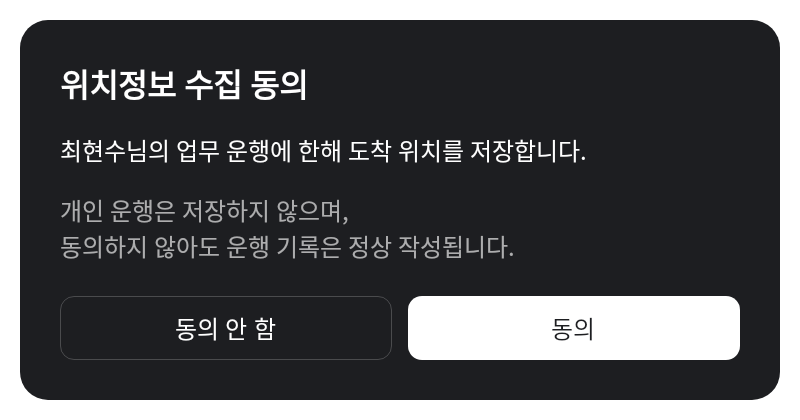 위치정보 수집 동의
최현수님의 업무 운행에 한해 도착 위치를 저장합니다.
개인 운행은 저장하지 않으며,
동의하지 않아도 운행 기록은 정상 작성됩니다.
동의 안 함
동의